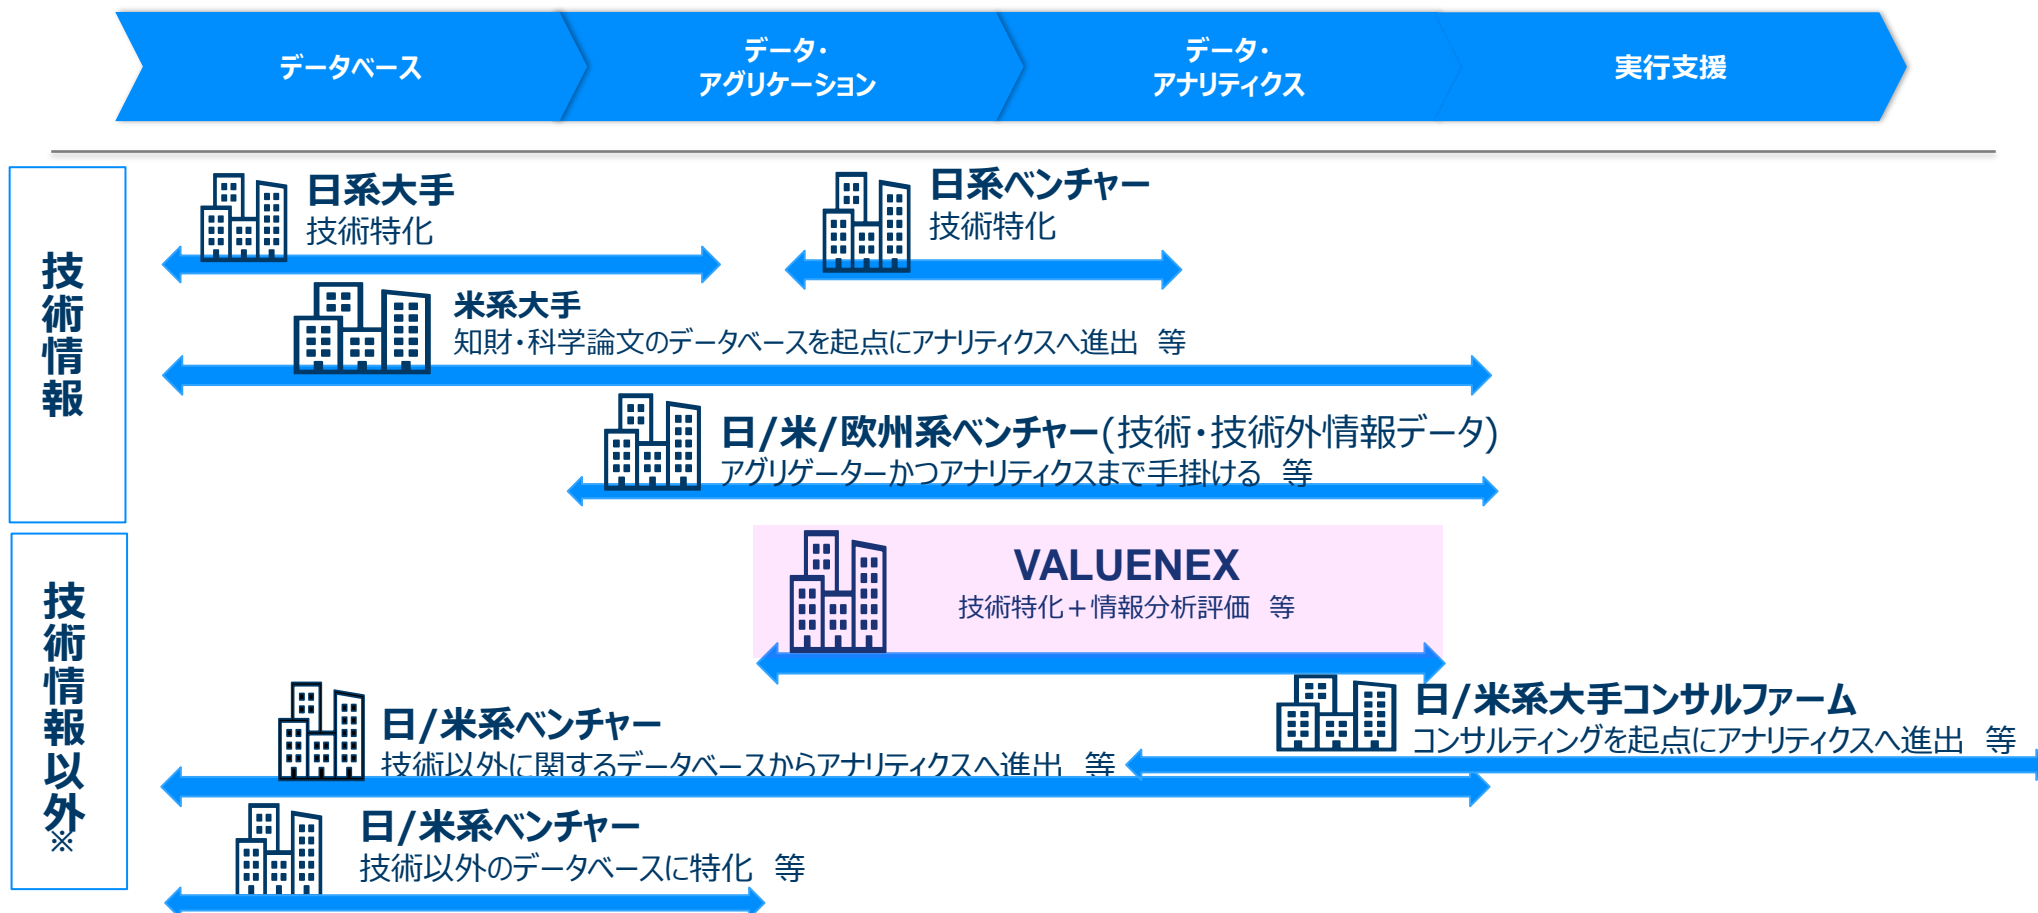 データベース
データ・
アグリケーション
データ・
アナリティクス
実行支援
技術情報
日系大手
技術特化
日系ベンチャー
技術特化
米系大手
知財・科学論文のデータベースを起点にアナリティクスへ進出　等
日/米/欧州系ベンチャー(技術・技術外情報データ)
アグリゲーターかつアナリティクスまで手掛ける　等
技術情報以外※
VALUENEX
技術特化＋情報分析評価　等
日/米系ベンチャー
技術以外に関するデータベースからアナリティクスへ進出　等
日/米系大手コンサルファーム
コンサルティングを起点にアナリティクスへ進出　等
日/米系ベンチャー
技術以外のデータベースに特化　等